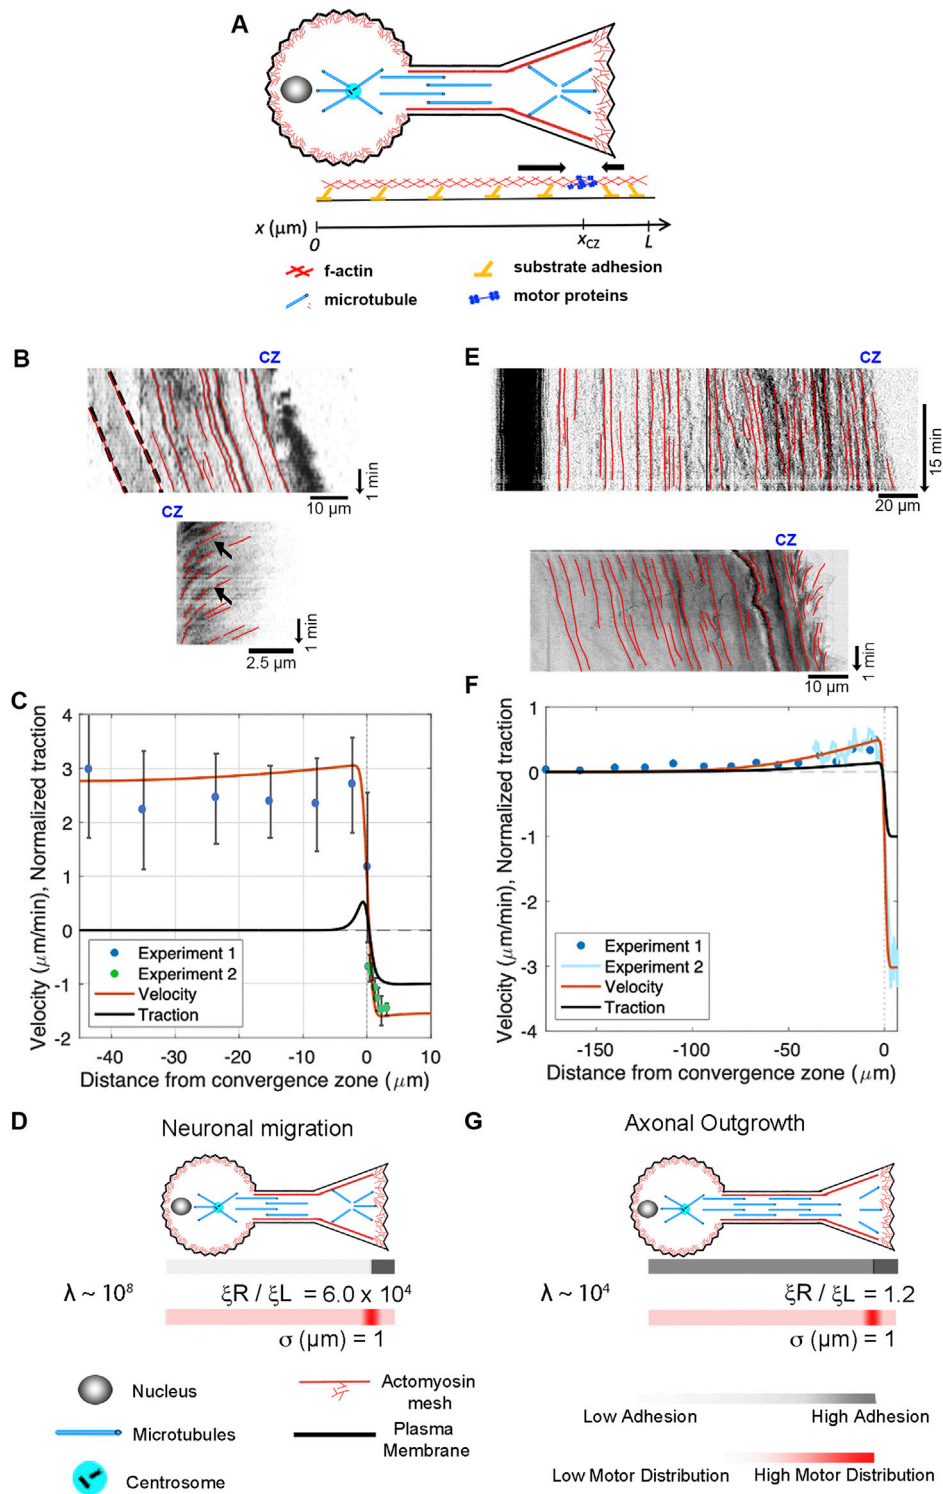 A
x (μm)
0
xCZ
L
f-actin
substrate adhesion
microtubule
motor proteins
B
CZ
1 min
10 μm
CZ
1 min
2.5 μm
E
CZ
15 min
20 μm
CZ
1 min
10 μm
C
Velocity (μm/min), Normalized traction
4
3
2
1
0
-1
-2
Experiment 1
Experiment 2
Velocity
Traction
-40 -30 -20 -10 0 10
Distance from convergence zone (μm)
F
Velocity (μm/min), Normalized traction
1
0
-1
-2
-3
-4
Experiment 1
Experiment 2
Velocity
Traction
-150 -100 -50 0
Distance from convergence zone (μm)
D
Neuronal migration
λ ~ 10⁸
ξR / ξL = 6.0 x 10⁴
σ (μm) = 1
G
Axonal Outgrowth
λ ~ 10⁴
ξR / ξL = 1.2
σ (μm) = 1
Nucleus
Microtubules
Centrosome
Actomyosin
mesh
Plasma
Membrane
Low Adhesion
High Adhesion
Low Motor Distribution
High Motor Distribution